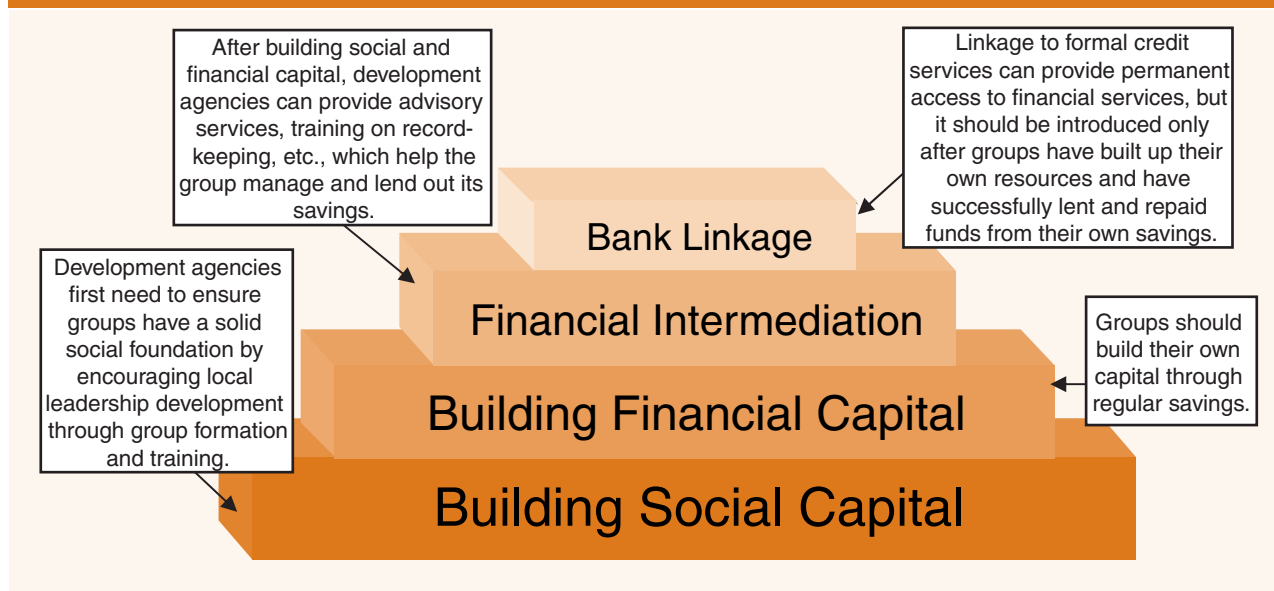 After building social and
financial capital, development
agencies can provide advisory
services, training on record-
keeping, etc., which help the
group manage and lend out its
savings.
Linkage to formal credit
services can provide permanent
access to financial services, but
it should be introduced only
after groups have built up their
own resources and have
successfully lent and repaid
funds from their own savings.
Bank Linkage
Development agencies
first need to ensure
groups have a solid
social foundation by
encouraging local
leadership development
through group formation
and training.
Financial Intermediation
Groups should
build their own
capital through
regular savings.
Building Financial Capital
Building Social Capital